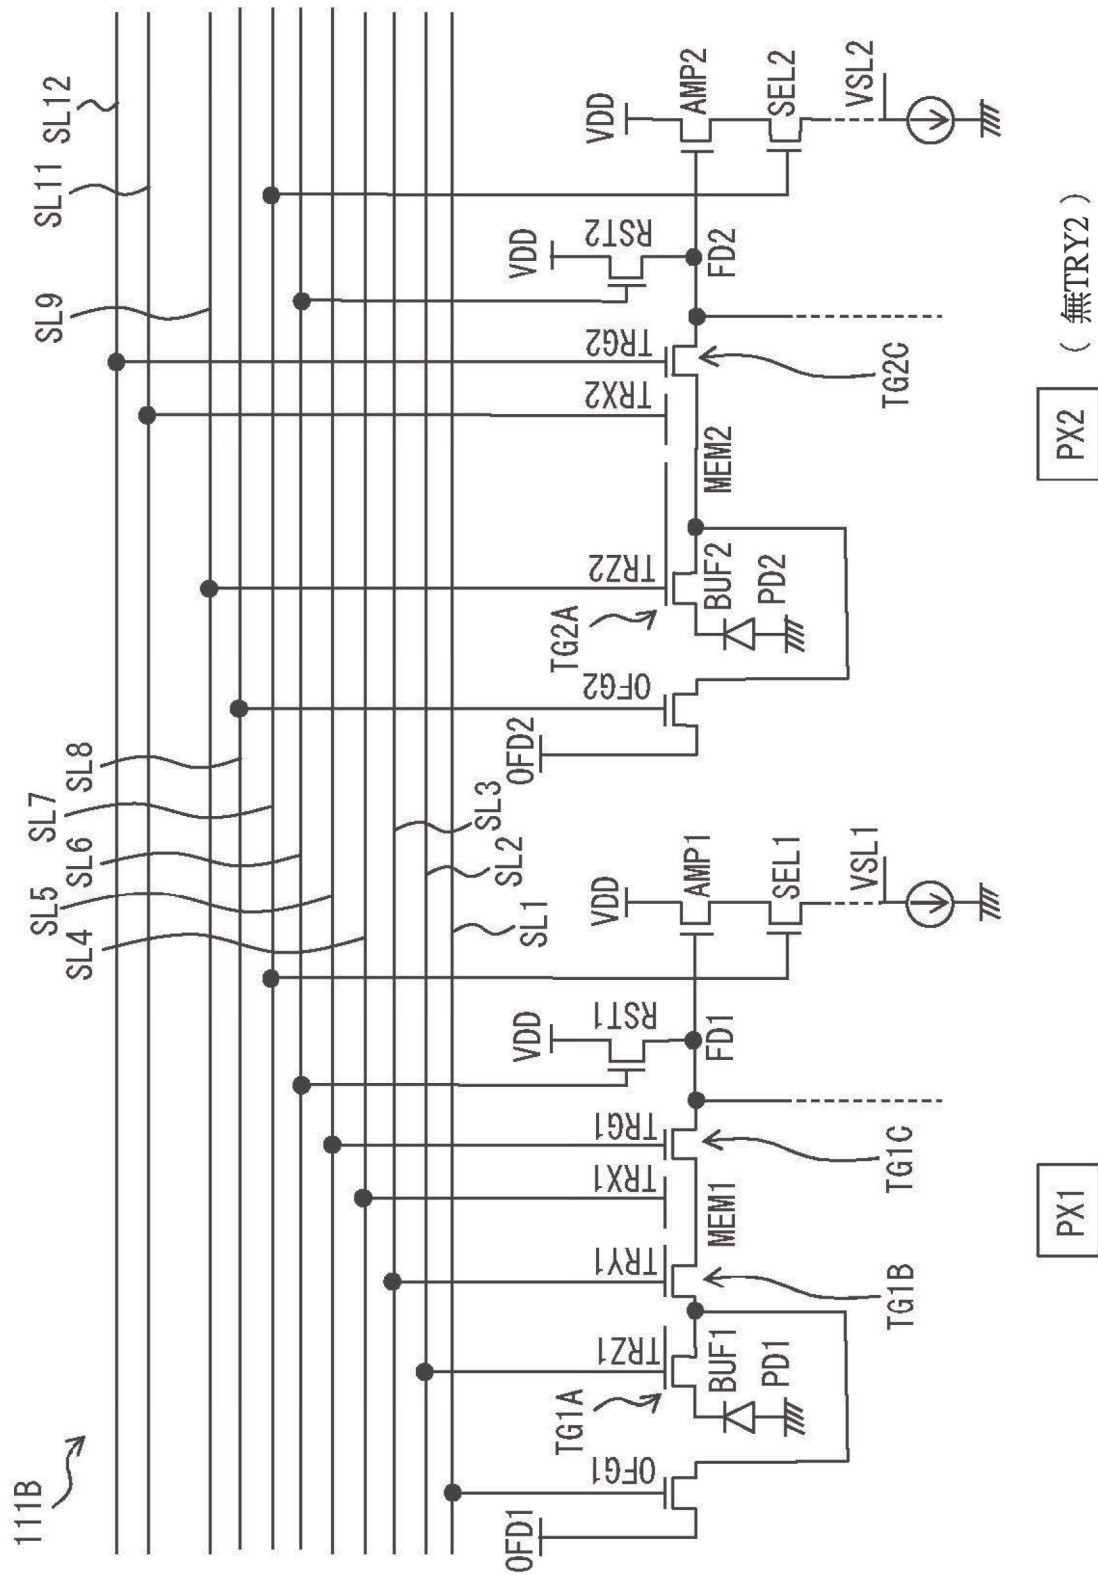 111B
SL4
SL5
SL6
SL7
SL8
SL9
SL11
SL12
SL1
SL2
SL3
OFD1
OFG1
TG1A
TRZ1
BUF1
PD1
TRY1
TG1B
MEM1
TRX1
TRG1
TG1C
VDD
RST1
FD1
VDD
AMP1
SEL1
VSL1
PX1
OFD2
OFG2
TG2A
TRZ2
BUF2
PD2
MEM2
TRX2
TRG2
TG2C
VDD
RST2
FD2
VDD
AMP2
SEL2
VSL2
PX2
(無TRY2)